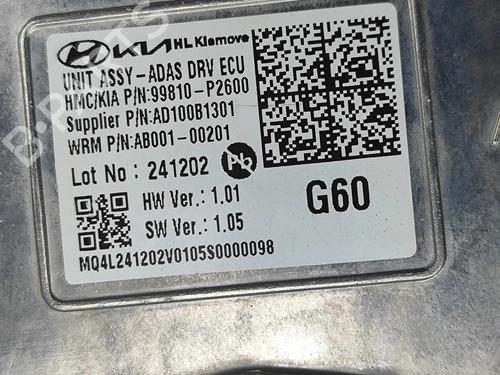 HYUNDAI KIA HL Klemove
UNIT ASSY-ADAS DRV ECU
HMC/KIA P/N:99810-P2600
Supplier P/N:AD100B1301
WRM P/N:AB001-00201
Lot No : 241202 Pb
HW Ver.: 1.01
SW Ver.: 1.05
G60
MQ4L241202V0105S0000098
B-PARTS